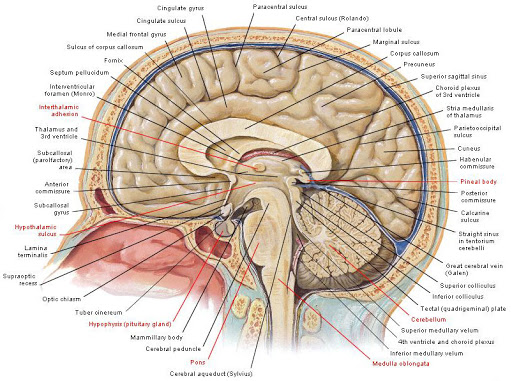 Cingulate gyrus
Cingulate sulcus
Medial frontal gyrus
Sulcus of corpus callosum
Fornix
Septum pellucidum
Interventricular
foramen (Monro)
Interthalamic
adhesion
Thalamus and
3rd ventricle
Subcallosal
(parolfactory)
area
Anterior
commissure
Subcallosal
gyrus
Hypothalamic
sulcus
Lamina
terminalis
Supraoptic
recess
Optic chiasm
Tuber cinereum
Hypophysis (pituitary gland)
Mammillary body
Cerebral peduncle
Pons
Cerebral aqueduct (Sylvius)
Paracentral sulcus
Central sulcus (Rolando)
Paracentral lobule
Marginal sulcus
Corpus callosum
Precuneus
Superior sagittal sinus
Choroid plexus
of 3rd ventricle
Stria medullaris
of thalamus
Parietooccipital
sulcus
Cuneus
Habenular
commissure
Pineal body
Posterior
commissure
Calcarine
sulcus
Straight sinus
in tentorium
cerebelli
Great cerebral vein
(Galen)
Superior colliculus
Inferior colliculus
Tectal (quadrigeminal) plate
Cerebellum
Superior medullary velum
4th ventricle and choroid plexus
Inferior medullary velum
Medulla oblongata